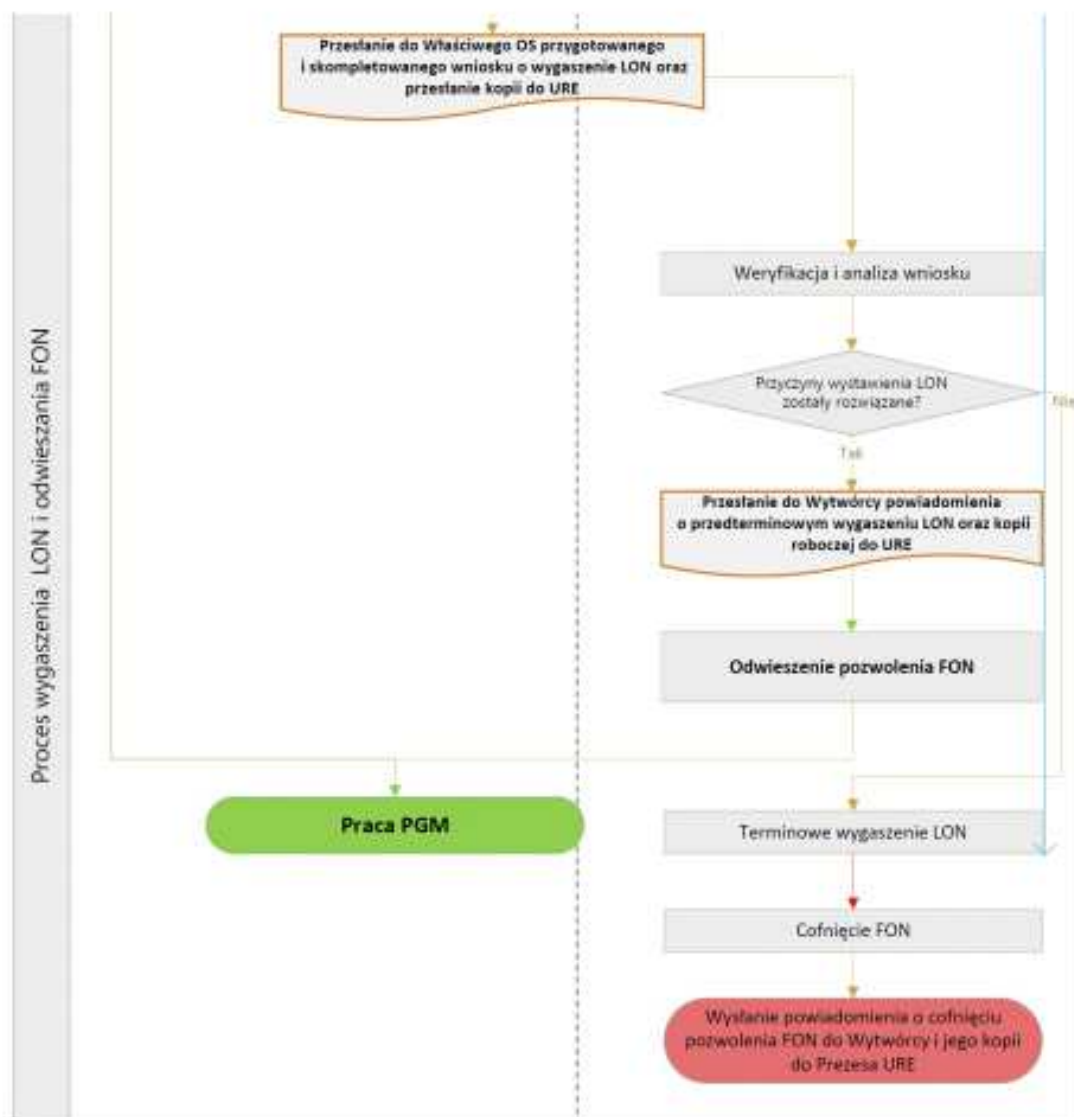 Proces wygaszenia LON i odwieszania FON
Przesłanie do Właściwego OS przygotowanego
i skompletowanego wniosku o wygaszenie LON oraz
przesłanie kopii do URE
Weryfikacja i analiza wniosku
Przyczyny wystawienia LON
zostały rozwiązane?
Nie
Tak
Przesłanie do Wytwórcy powiadomienia
o przedterminowym wygaszeniu LON oraz kopii
roboczej do URE
Odwieszenie pozwolenia FON
Praca PGM
Terminowe wygaszenie LON
Cofnięcie FON
Wysłanie powiadomienia o cofnięciu
pozwolenia FON do Wytwórcy i jego kopii
do Prezesa URE